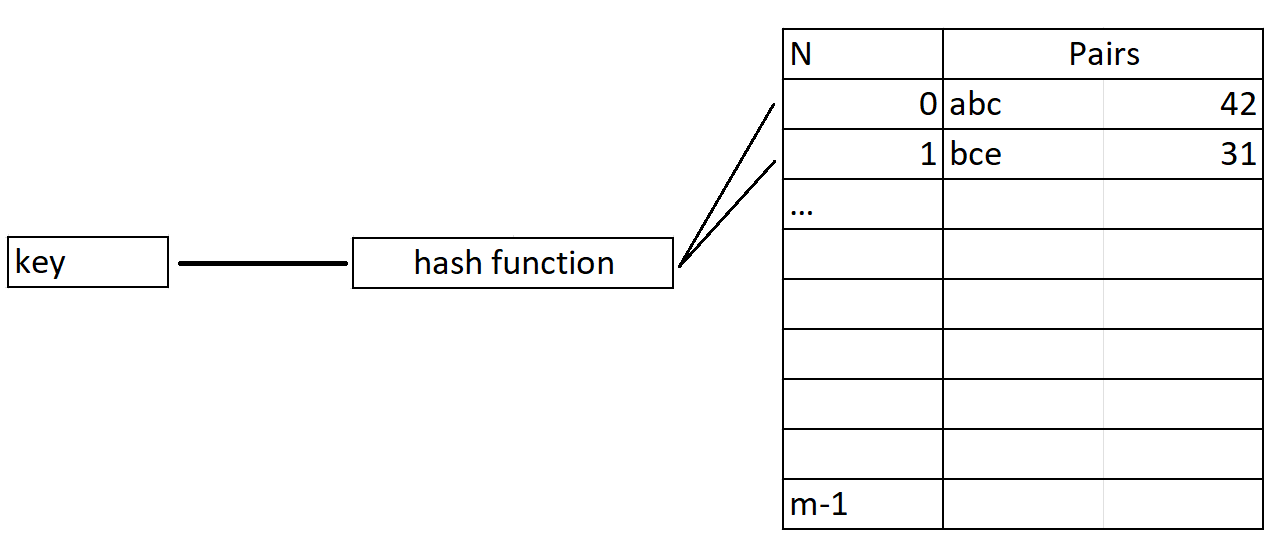 N Pairs
0 abc 42
1 bce 31
...
key hash function
m-1